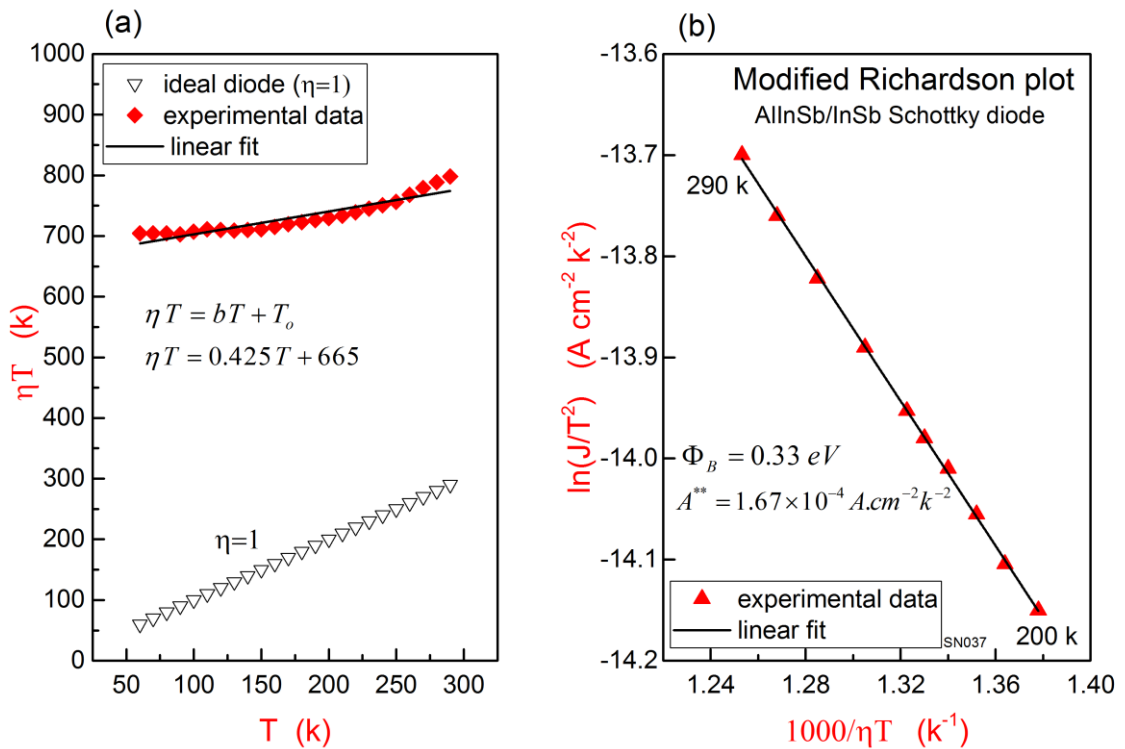 (a)
1000
900
800
700
600
500
400
300
200
100
0
ηT (k)
50 100 150 200 250 300
T (k)
▽ ideal diode (η=1)
◆ experimental data
linear fit
ηT = bT + Tₒ
ηT = 0.425T + 665
η=1
(b)
-13.6
-13.7
-13.8
-13.9
-14.0
-14.1
-14.2
ln(J/T²) (A cm⁻² k⁻²)
1.24 1.28 1.32 1.36 1.40
1000/ηT (k⁻¹)
Modified Richardson plot
AlInSb/InSb Schottky diode
290 k
Φ_B = 0.33 eV
A^** = 1.67×10⁻⁴ A.cm⁻²k⁻²
▲ experimental data
linear fit
SN037
200 k